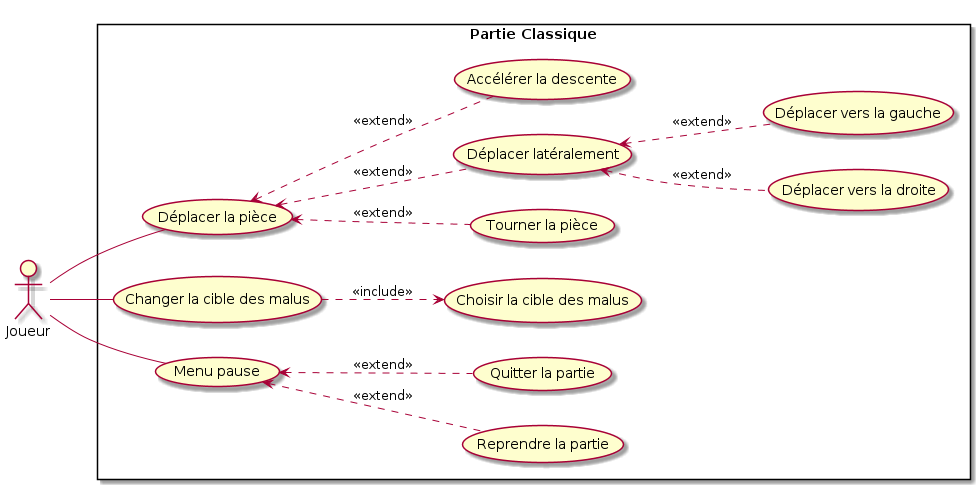 Partie Classique
Accélérer la descente
«extend»
Déplacer vers la gauche
«extend»
Déplacer latéralement
«extend»
«extend»
Déplacer vers la droite
Déplacer la pièce
«extend»
Tourner la pièce
Joueur
Changer la cible des malus
«include»
Choisir la cible des malus
Menu pause
«extend»
Quitter la partie
«extend»
Reprendre la partie